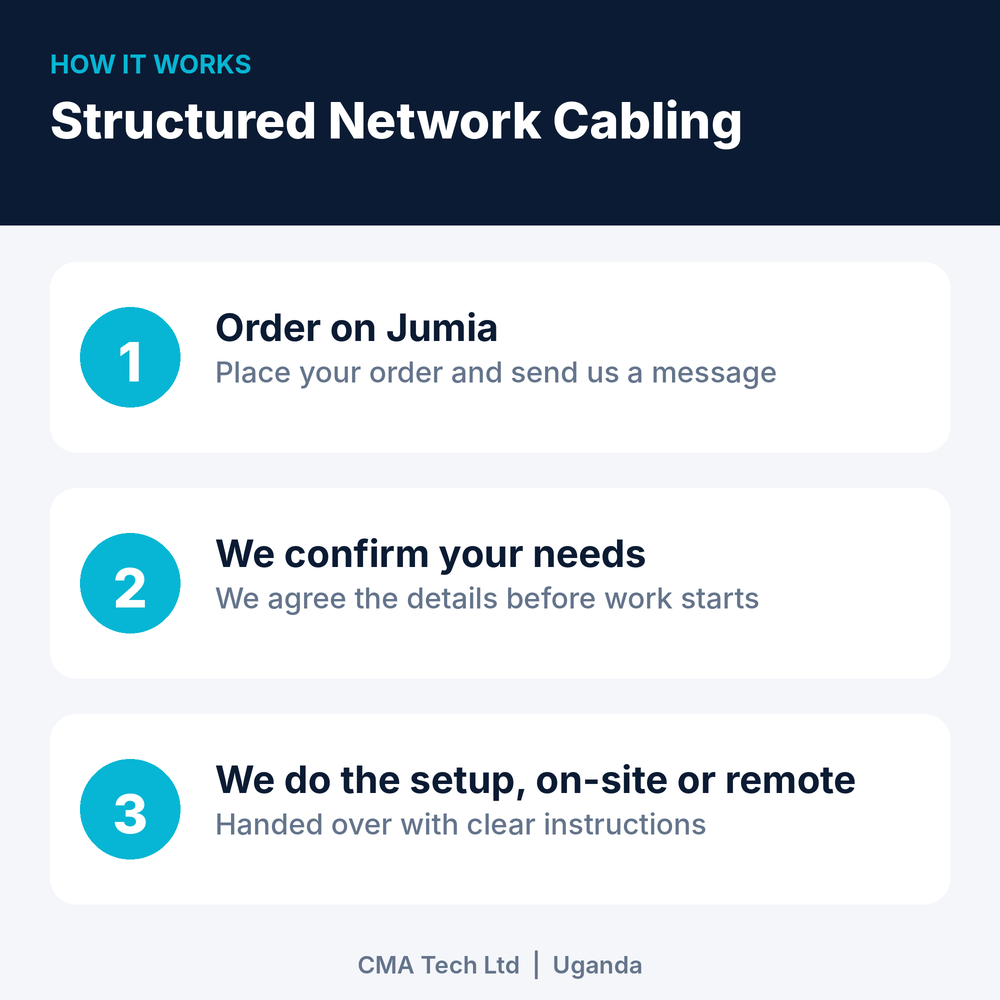 HOW IT WORKS
Structured Network Cabling
1
Order on Jumia
Place your order and send us a message
2
We confirm your needs
We agree the details before work starts
3
We do the setup, on-site or remote
Handed over with clear instructions
CMA Tech Ltd | Uganda